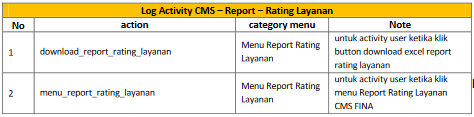 Log Activity CMS – Report – Rating Layanan
No action category menu Note
1 download_report_rating_layanan Menu Report Rating Layanan untuk activity user ketika klik button download excel report rating layanan
2 menu_report_rating_layanan Menu Report Rating Layanan untuk activity user ketika klik menu Report Rating Layanan CMS FINA